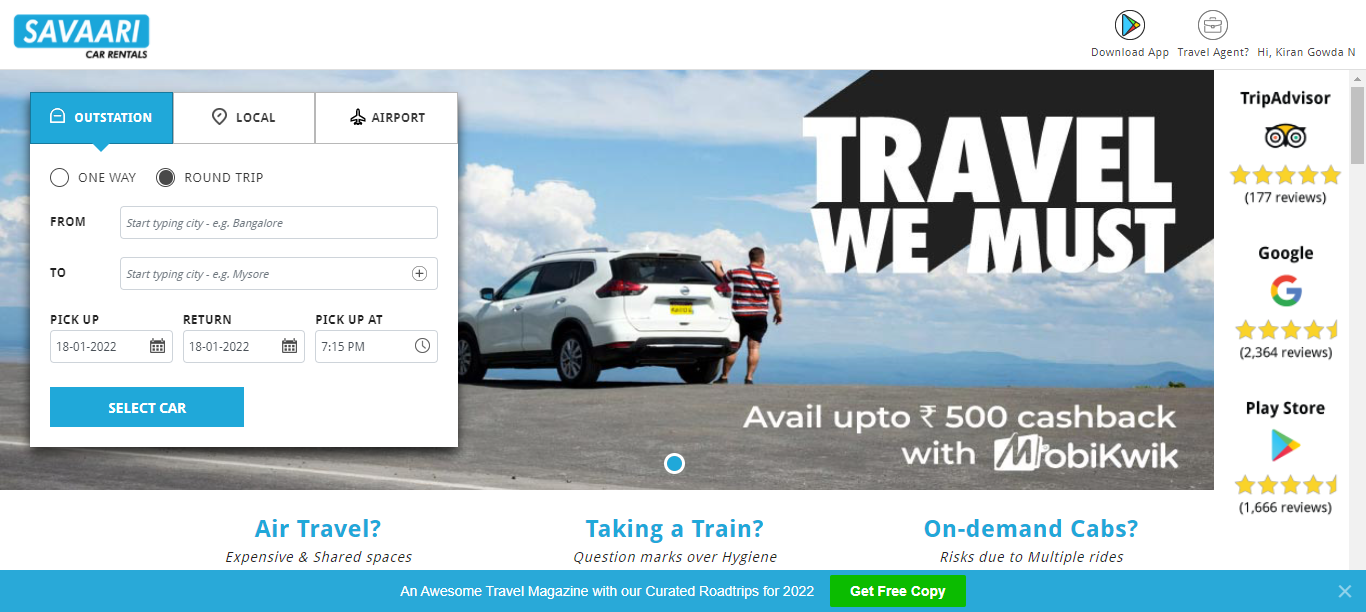 SAVAARI
CAR RENTALS
Download App
Travel Agent?
Hi, Kiran Gowda N
OUTSTATION
LOCAL
AIRPORT
ONE WAY
ROUND TRIP
FROM
Start typing city - e.g. Bangalore
TO
Start typing city - e.g. Mysore
PICK UP
RETURN
PICK UP AT
18-01-2022
18-01-2022
7:15 PM
SELECT CAR
TRAVEL
WE MUST
Avail upto ₹ 500 cashback
with MobiKwik
TripAdvisor
(177 reviews)
Google
(2,364 reviews)
Play Store
(1,666 reviews)
Air Travel?
Expensive & Shared spaces
Taking a Train?
Question marks over Hygiene
On-demand Cabs?
Risks due to Multiple rides
An Awesome Travel Magazine with our Curated Roadtrips for 2022
Get Free Copy